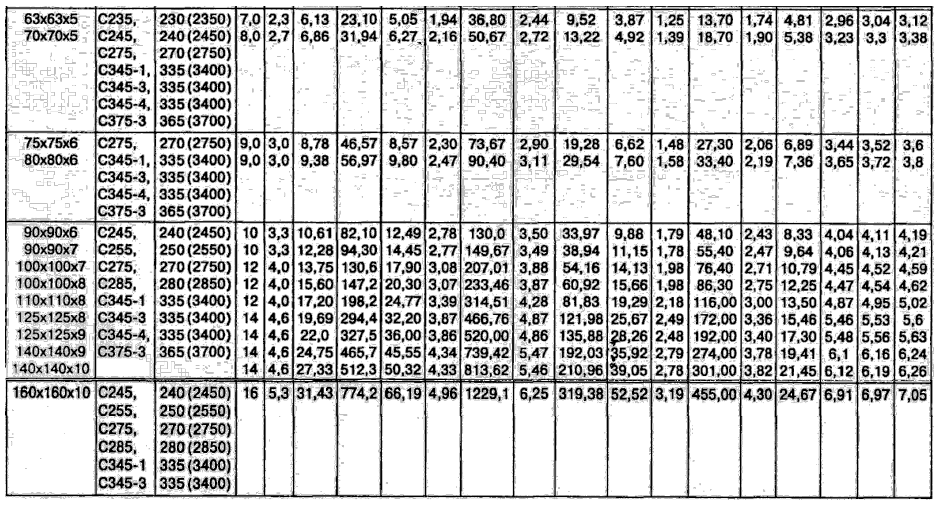 63x63x5 C235, 230 (2350) 7,0 2,3 6,13 23,10 5,05 1,94 36,80 2,44 9,52 3,87 1,25 13,70 1,74 4,81 2,96 3,04 3,12
70x70x5 C245, 240 (2450) 8,0 2,7 6,86 31,94 6,27 2,16 50,67 2,72 13,22 4,92 1,39 18,70 1,90 5,38 3,23 3,3 3,38
C275, 270 (2750)
C345-1, 335 (3400)
C345-3, 335 (3400)
C345-4, 335 (3400)
C375-3 365 (3700)
75x75x6 C275, 270 (2750) 9,0 3,0 8,78 46,57 8,57 2,30 73,67 2,90 19,28 6,62 1,48 27,30 2,06 6,89 3,44 3,52 3,6
80x80x6 C345-1, 335 (3400) 9,0 3,0 9,38 56,97 9,80 2,47 90,40 3,11 29,54 7,60 1,58 33,40 2,19 7,36 3,65 3,72 3,8
C345-3, 335 (3400)
C345-4, 335 (3400)
C375-3 365 (3700)
90x90x6 C245, 240 (2450) 10 3,3 10,61 82,10 12,49 2,78 130,0 3,50 33,97 9,88 1,79 48,10 2,43 8,33 4,04 4,11 4,19
90x90x7 C255, 250 (2550) 10 3,3 12,28 94,30 14,45 2,77 149,67 3,49 38,94 11,15 1,78 55,40 2,47 9,64 4,06 4,13 4,21
100x100x7 C275, 270 (2750) 12 4,0 13,75 130,6 17,90 3,08 207,01 3,88 54,16 14,13 1,98 76,40 2,71 10,79 4,45 4,52 4,59
100x100x8 C285, 280 (2850) 12 4,0 15,60 147,2 20,30 3,07 233,46 3,87 60,92 15,66 1,98 86,30 2,75 12,25 4,47 4,54 4,62
110x110x8 C345-1 335 (3400) 12 4,0 17,20 198,2 24,77 3,39 314,51 4,28 81,83 19,29 2,18 116,00 3,00 13,50 4,87 4,95 5,02
125x125x8 C345-3 335 (3400) 14 4,6 19,69 294,4 32,20 3,87 466,76 4,87 121,98 25,67 2,49 172,00 3,36 15,46 5,46 5,53 5,6
125x125x9 C345-4, 335 (3400) 14 4,6 22,0 327,5 36,00 3,86 520,00 4,86 135,88 28,26 2,48 192,00 3,40 17,30 5,48 5,56 5,63
140x140x9 C375-3 365 (3700) 14 4,6 24,75 465,7 45,55 4,34 739,42 5,47 192,03 35,92 2,79 274,00 3,78 19,41 6,1 6,16 6,24
140x140x10 14 4,6 27,33 512,3 50,32 4,33 813,62 5,46 210,96 39,05 2,78 301,00 3,82 21,45 6,12 6,19 6,26
160x160x10 C245, 240 (2450) 16 5,3 31,43 774,2 66,19 4,96 1229,1 6,25 319,38 52,52 3,19 455,00 4,30 24,67 6,91 6,97 7,05
C255, 250 (2550)
C275, 270 (2750)
C285, 280 (2850)
C345-1 335 (3400)
C345-3 335 (3400)